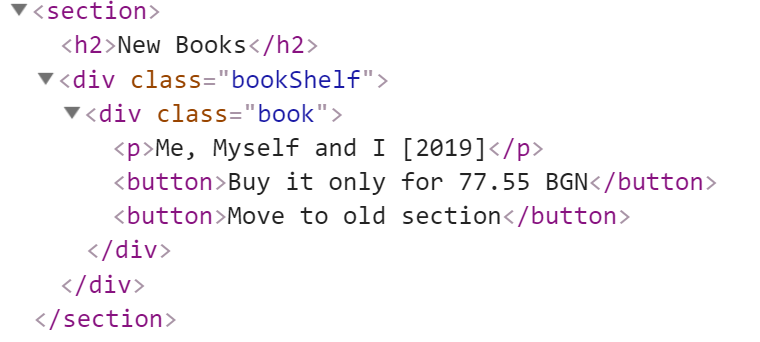 ▼<section>
<h2>New Books</h2>
▼<div class="bookShelf">
▼<div class="book">
<p>Me, Myself and I [2019]</p>
<button>Buy it only for 77.55 BGN</button>
<button>Move to old section</button>
</div>
</div>
</section>